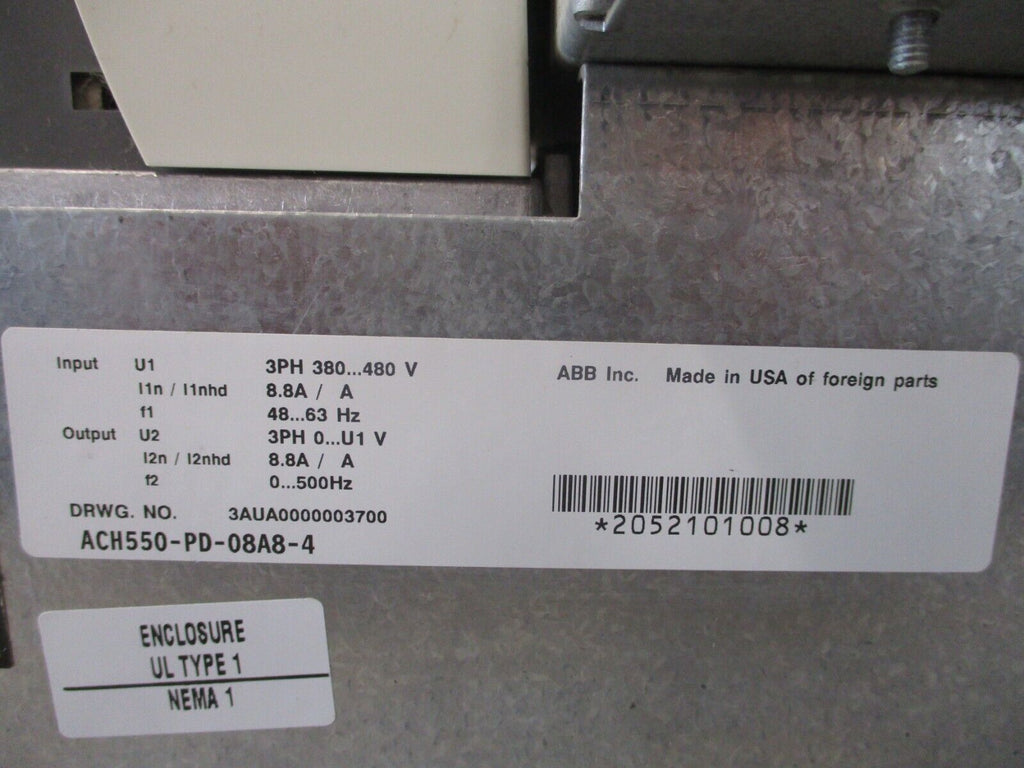 Input U1 3PH 380...480 V
I1n / I1nhd 8.8A / A
f1 48...63 Hz
Output U2 3PH 0...U1 V
I2n / I2nhd 8.8A / A
f2 0...500Hz
DRWG. NO. 3AUA0000003700
ACH550-PD-08A8-4
ABB Inc. Made in USA of foreign parts
*2052101008*
ENCLOSURE
UL TYPE 1
NEMA 1